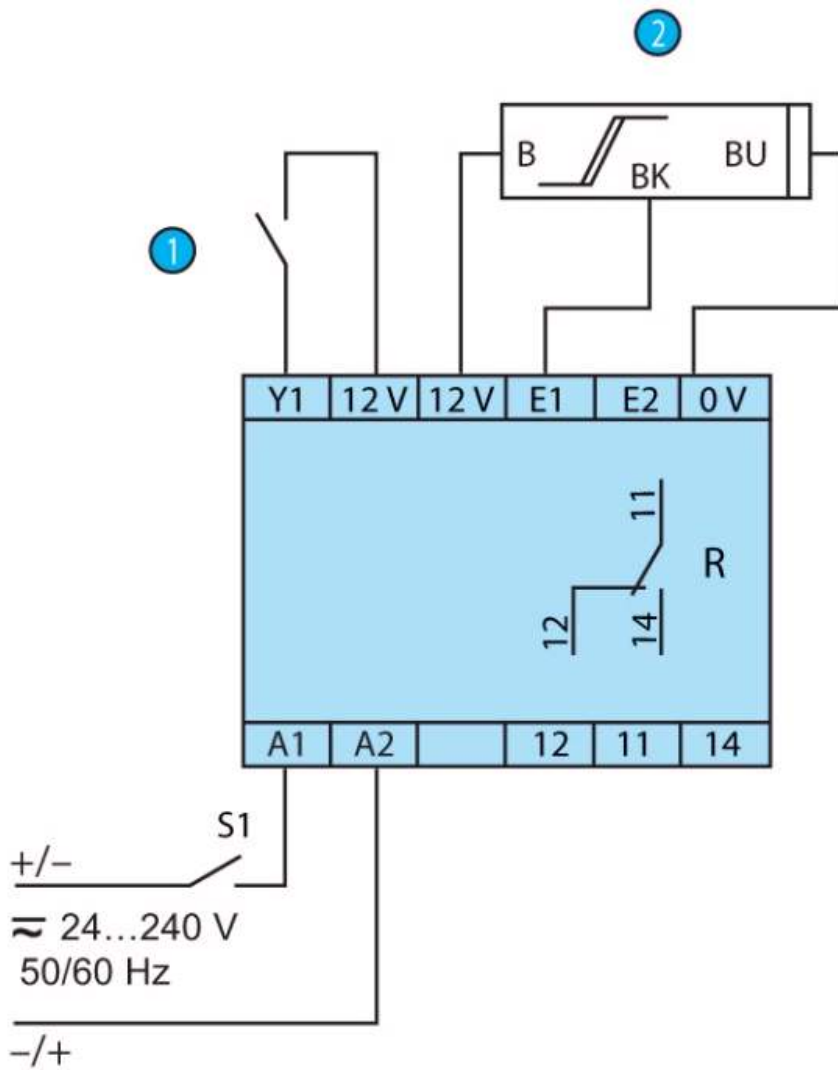 2
B BK BU
1
Y1 12 V 12 V E1 E2 0 V
11
R
12 14
A1 A2 12 11 14
S1
+/–
24...240 V
50/60 Hz
–/+